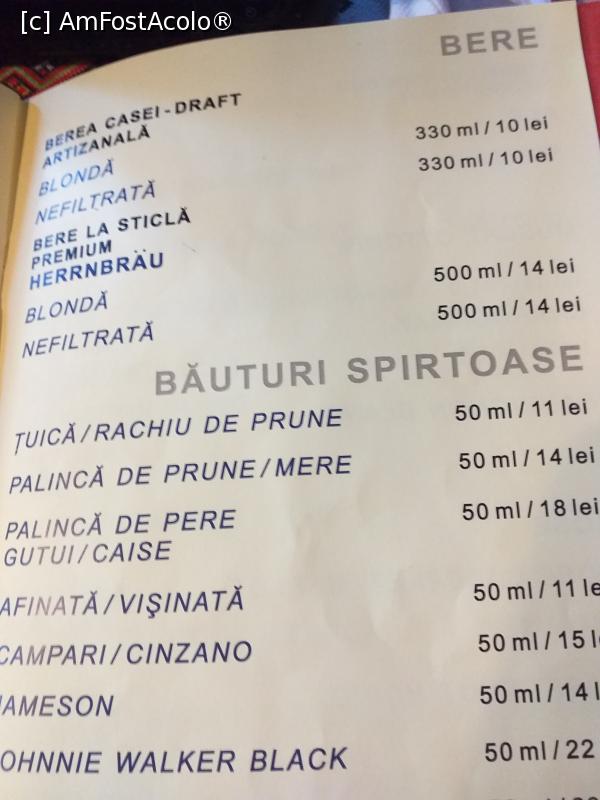 [c] AmFostAcolo®
BERE
BEREA CASEI - DRAFT
ARTIZANALĂ
BLONDĂ 330 ml / 10 lei
NEFILTRATĂ 330 ml / 10 lei
BERE LA STICLĂ
PREMIUM
HERRNBRÄU
BLONDĂ 500 ml / 14 lei
NEFILTRATĂ 500 ml / 14 lei
BĂUTURI SPIRTOASE
ȚUICĂ / RACHIU DE PRUNE 50 ml / 11 lei
PALINCĂ DE PRUNE / MERE 50 ml / 14 lei
PALINCĂ DE PERE 50 ml / 18 lei
GUTUI / CAISE
AFINATĂ / VIŞINATĂ 50 ml / 11 le
CAMPARI / CINZANO 50 ml / 15 l
JAMESON 50 ml / 14 l
OHNNIE WALKER BLACK 50 ml / 22